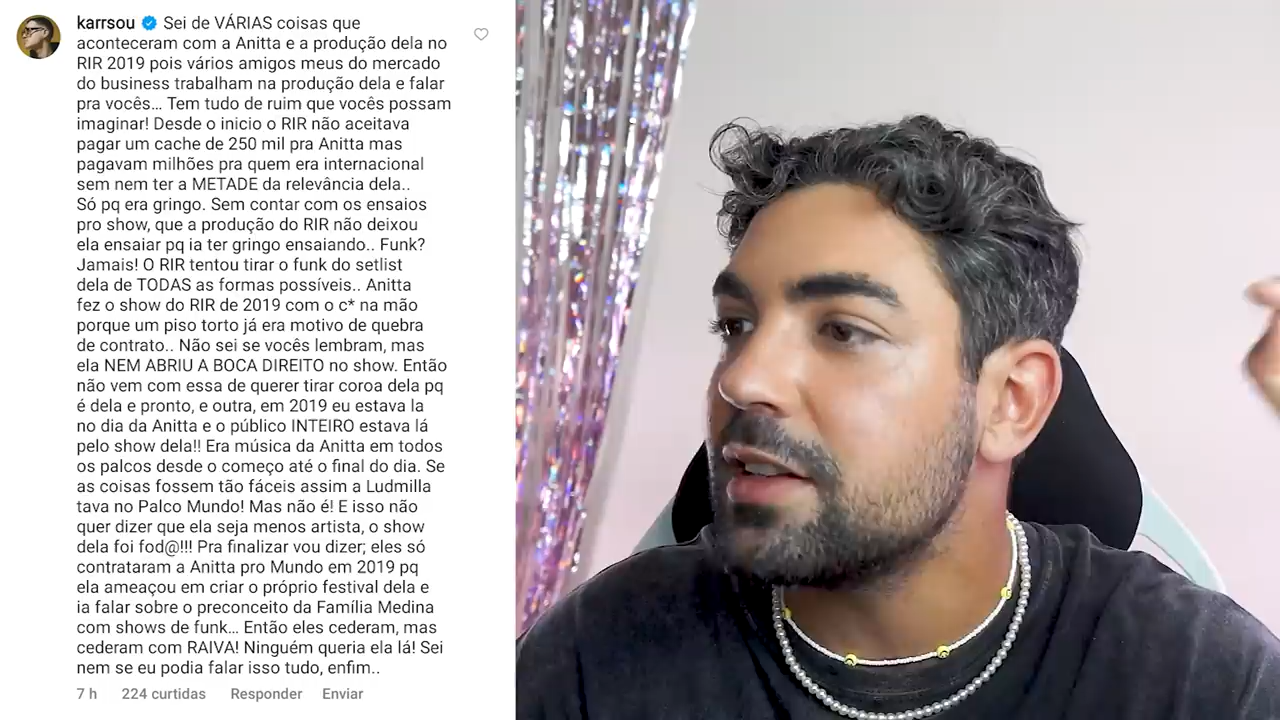 karrsou Sei de VÁRIAS coisas que
aconteceram com a Anitta e a produção dela no
RIR 2019 pois vários amigos meus do mercado
do business trabalham na produção dela e falar
pra vocês... Tem tudo de ruim que vocês possam
imaginar! Desde o inicio o RIR não aceitava
pagar um cache de 250 mil pra Anitta mas
pagavam milhões pra quem era internacional
sem nem ter a METADE da relevância dela..
Só pq era gringo. Sem contar com os ensaios
pro show, que a produção do RIR não deixou
ela ensaiar pq ia ter gringo ensaiando.. Funk?
Jamais! O RIR tentou tirar o funk do setlist
dela de TODAS as formas possíveis.. Anitta
fez o show do RIR de 2019 com o c* na mão
porque um piso torto já era motivo de quebra
de contrato.. Não sei se vocês lembram, mas
ela NEM ABRIU A BOCA DIREITO no show. Então
não vem com essa de querer tirar coroa dela pq
é dela e pronto, e outra, em 2019 eu estava la
no dia da Anitta e o público INTEIRO estava lá
pelo show dela!! Era música da Anitta em todos
os palcos desde o começo até o final do dia. Se
as coisas fossem tão fáceis assim a Ludmilla
tava no Palco Mundo! Mas não é! E isso não
quer dizer que ela seja menos artista, o show
dela foi fod@!!! Pra finalizar vou dizer; eles só
contrataram a Anitta pro Mundo em 2019 pq
ela ameaçou em criar o próprio festival dela e
ia falar sobre o preconceito da Família Medina
com shows de funk... Então eles cederam, mas
cederam com RAIVA! Ninguém queria ela lá! Sei
nem se eu podia falar isso tudo, enfim..
7 h 224 curtidas Responder Enviar